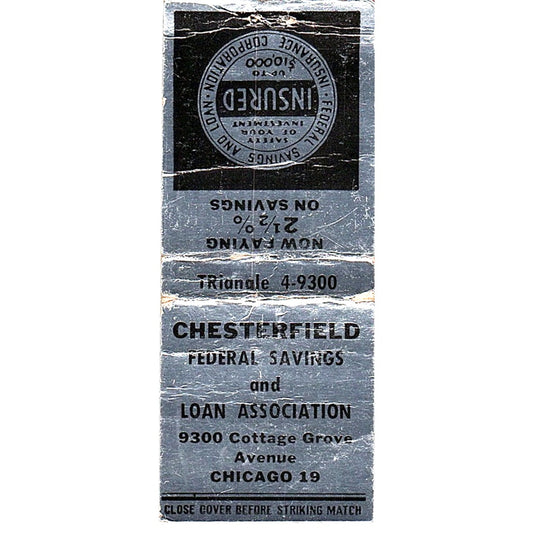 FEDERAL SAVINGS AND LOAN INSURANCE CORPORATION
SAFETY
OF YOUR
INVESTMENT
INSURED
UP TO
$10,000
NOW PAYING
2½%
ON SAVINGS
TRiangle 4-9300
CHESTERFIELD
FEDERAL SAVINGS
and
LOAN ASSOCIATION
9300 Cottage Grove
Avenue
CHICAGO 19
CLOSE COVER BEFORE STRIKING MATCH